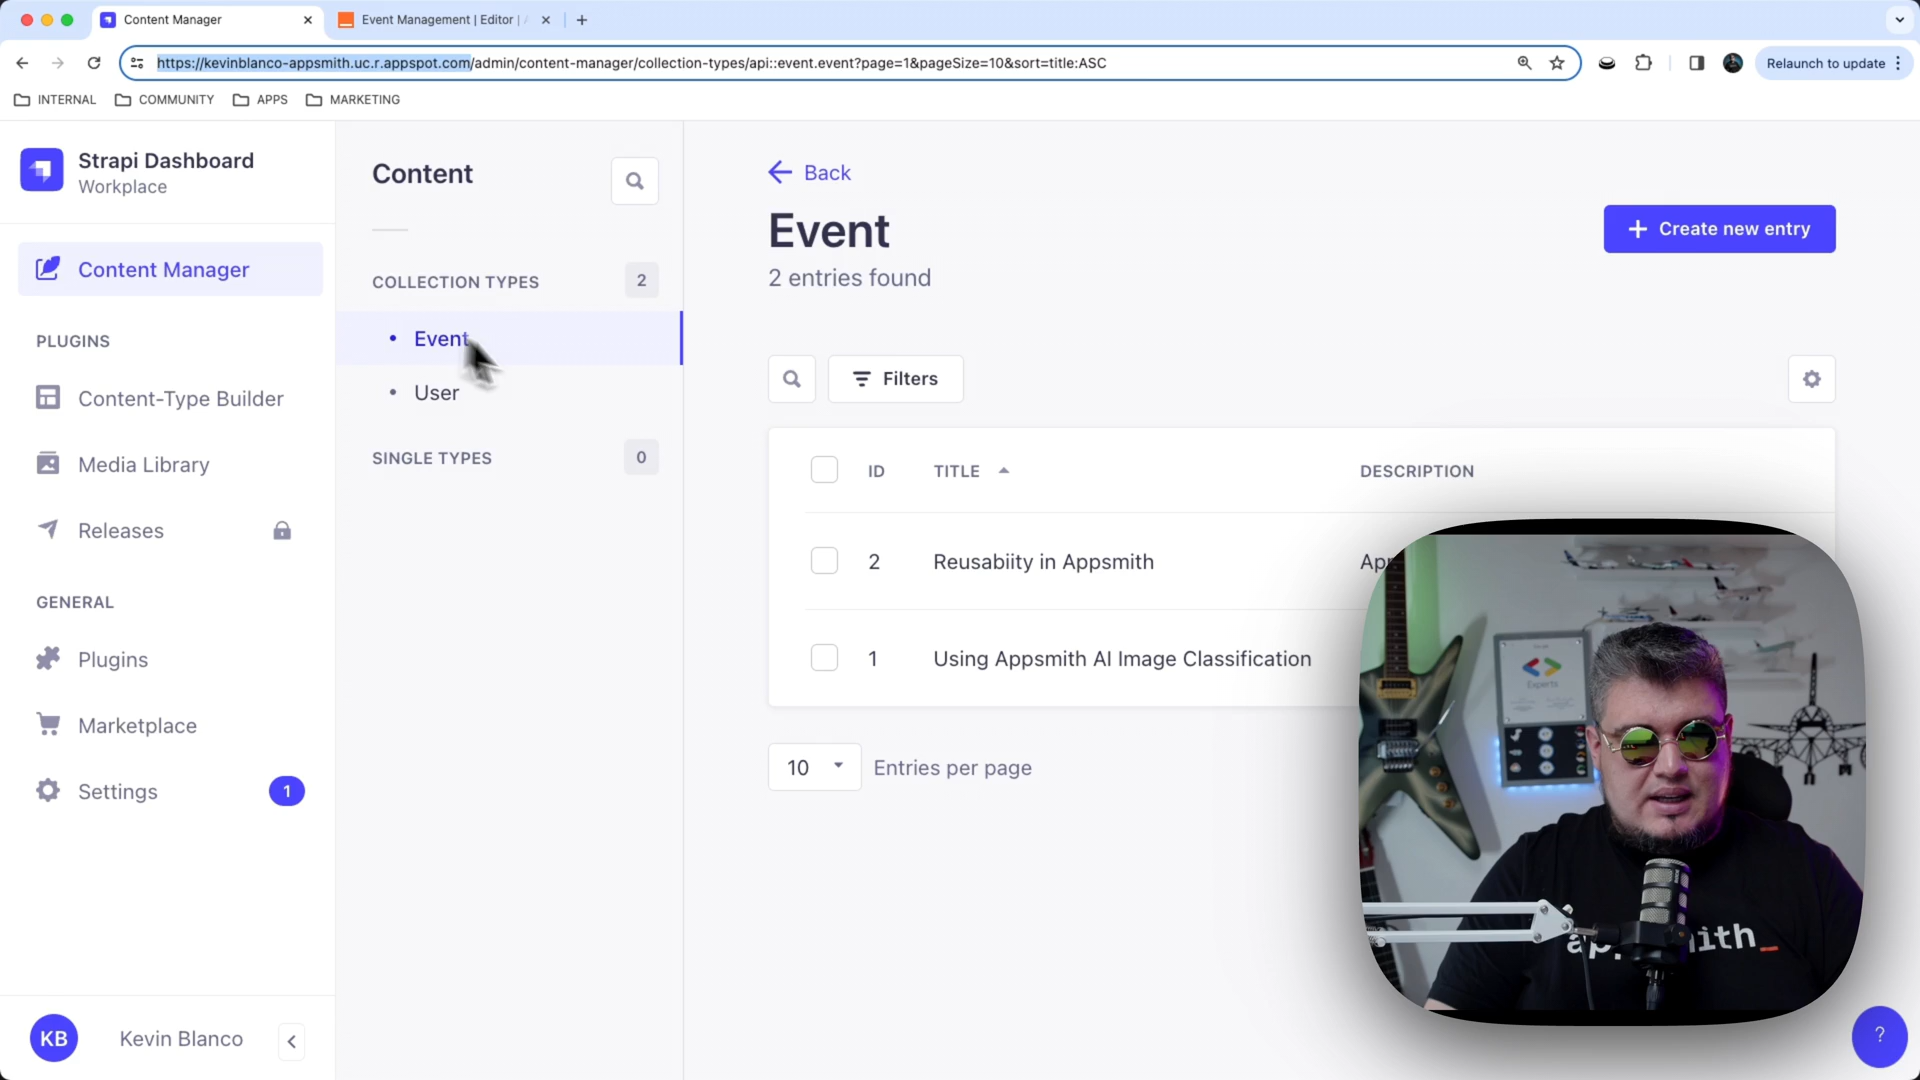 Content Manager
Event Management | Editor |
https://kevinblanco-appsmith.uc.r.appspot.com/admin/content-manager/collection-types/api::event.event?page=1&pageSize=10&sort=title:ASC
Relaunch to update
INTERNAL
COMMUNITY
APPS
MARKETING
Strapi Dashboard
Workplace
Content Manager
PLUGINS
Content-Type Builder
Media Library
Releases
GENERAL
Plugins
Marketplace
Settings
1
KB
Kevin Blanco
Content
COLLECTION TYPES
2
Event
User
SINGLE TYPES
0
Back
Event
2 entries found
Create new entry
Filters
ID
TITLE
DESCRIPTION
2
Reusabiity in Appsmith
1
Using Appsmith AI Image Classification
10
Entries per page
Experts
?